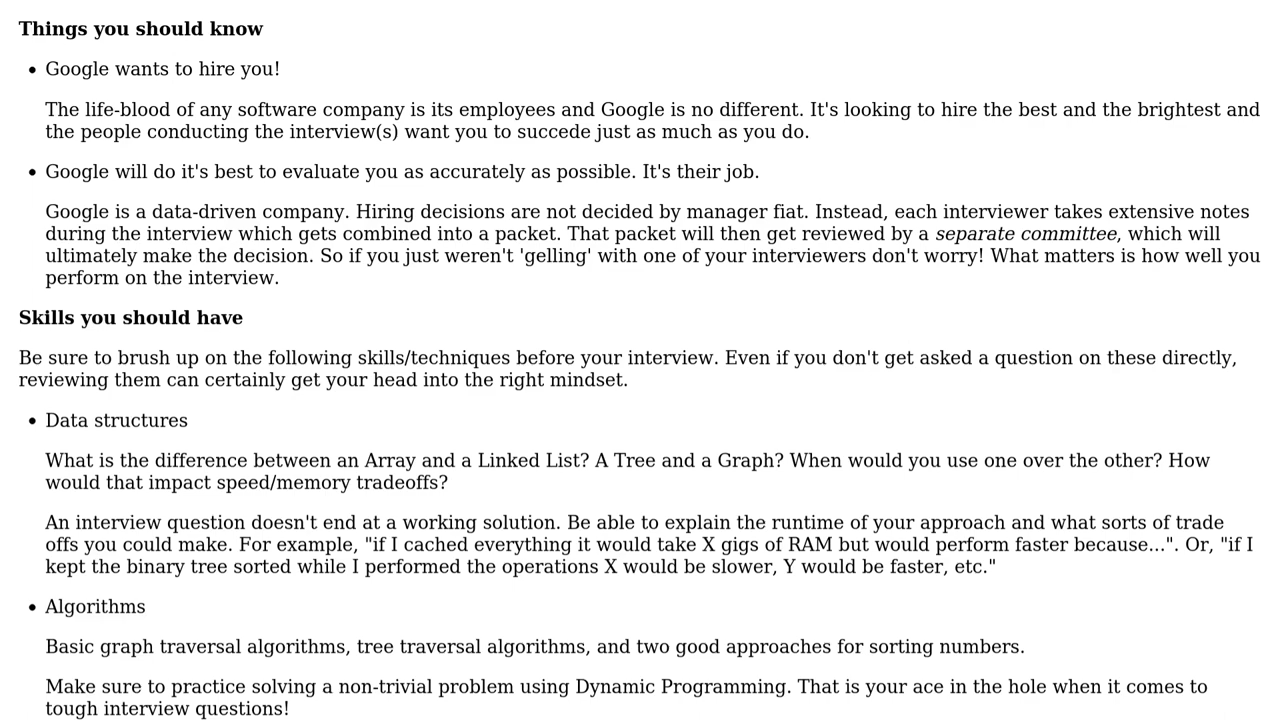 Things you should know
• Google wants to hire you!
The life-blood of any software company is its employees and Google is no different. It's looking to hire the best and the brightest and
the people conducting the interview(s) want you to succede just as much as you do.
• Google will do it's best to evaluate you as accurately as possible. It's their job.
Google is a data-driven company. Hiring decisions are not decided by manager fiat. Instead, each interviewer takes extensive notes
during the interview which gets combined into a packet. That packet will then get reviewed by a separate committee, which will
ultimately make the decision. So if you just weren't 'gelling' with one of your interviewers don't worry! What matters is how well you
perform on the interview.
Skills you should have
Be sure to brush up on the following skills/techniques before your interview. Even if you don't get asked a question on these directly,
reviewing them can certainly get your head into the right mindset.
• Data structures
What is the difference between an Array and a Linked List? A Tree and a Graph? When would you use one over the other? How
would that impact speed/memory tradeoffs?
An interview question doesn't end at a working solution. Be able to explain the runtime of your approach and what sorts of trade
offs you could make. For example, "if I cached everything it would take X gigs of RAM but would perform faster because...". Or, "if I
kept the binary tree sorted while I performed the operations X would be slower, Y would be faster, etc."
• Algorithms
Basic graph traversal algorithms, tree traversal algorithms, and two good approaches for sorting numbers.
Make sure to practice solving a non-trivial problem using Dynamic Programming. That is your ace in the hole when it comes to
tough interview questions!